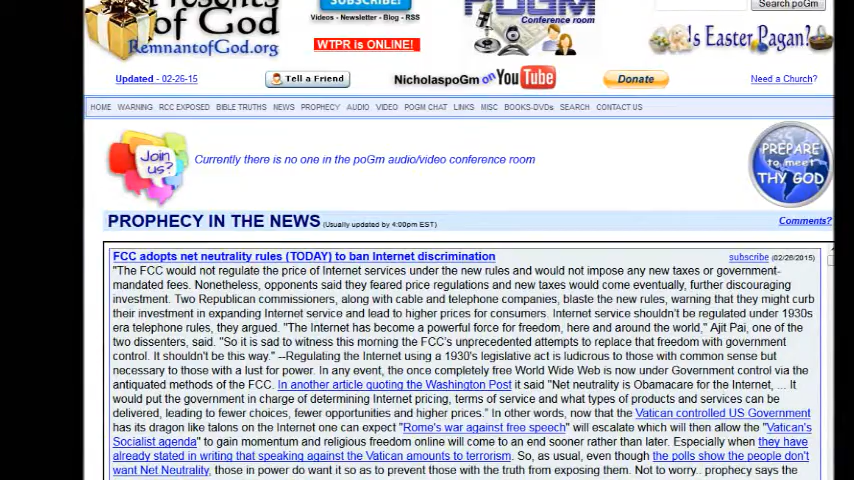 Presents
of God
RemnantofGod.org
SUBSCRIBE!
Videos - Newsletter - Blog - RSS
WTPR is ONLINE!
POGM
Conference room
Search poGm
Is Easter Pagan?
Updated - 02-26-15
Tell a Friend
NicholaspoGm on YouTube
Donate
Need a Church?
HOME WARNING RCC EXPOSED BIBLE TRUTHS NEWS PROPHECY AUDIO VIDEO POGM CHAT LINKS MISC BOOKS-DVDs SEARCH CONTACT US
Join us?
Currently there is no one in the poGm audio/video conference room
PREPARE
to meet
THY GOD
PROPHECY IN THE NEWS (Usually updated by 4:00pm EST)
Comments?
FCC adopts net neutrality rules (TODAY) to ban Internet discrimination
subscribe (02/26/2015)
"The FCC would not regulate the price of Internet services under the new rules and would not impose any new taxes or government-
mandated fees. Nonetheless, opponents said they feared price regulations and new taxes would come eventually, further discouraging
investment. Two Republican commissioners, along with cable and telephone companies, blaste the new rules, warning that they might curb
their investment in expanding Internet service and lead to higher prices for consumers. Internet service shouldn't be regulated under 1930s
era telephone rules, they argued. "The Internet has become a powerful force for freedom, here and around the world," Ajit Pai, one of the
two dissenters, said. "So it is sad to witness this morning the FCC's unprecedented attempts to replace that freedom with government
control. It shouldn't be this way." --Regulating the Internet using a 1930's legislative act is ludicrous to those with common sense but
necessary to those with a lust for power. In any event, the once completely free World Wide Web is now under Government control via the
antiquated methods of the FCC. In another article quoting the Washington Post it said "Net neutrality is Obamacare for the Internet, ... It
would put the government in charge of determining Internet pricing, terms of service and what types of products and services can be
delivered, leading to fewer choices, fewer opportunities and higher prices." In other words, now that the Vatican controlled US Government
has its dragon like talons on the Internet one can expect "Rome's war against free speech" will escalate which will then allow the "Vatican's
Socialist agenda" to gain momentum and religious freedom online will come to an end sooner rather than later. Especially when they have
already stated in writing that speaking against the Vatican amounts to terrorism. So, as usual, even though the polls show the people don't
want Net Neutrality, those in power do want it so as to prevent those with the truth from exposing them. Not to worry.. prophecy says the